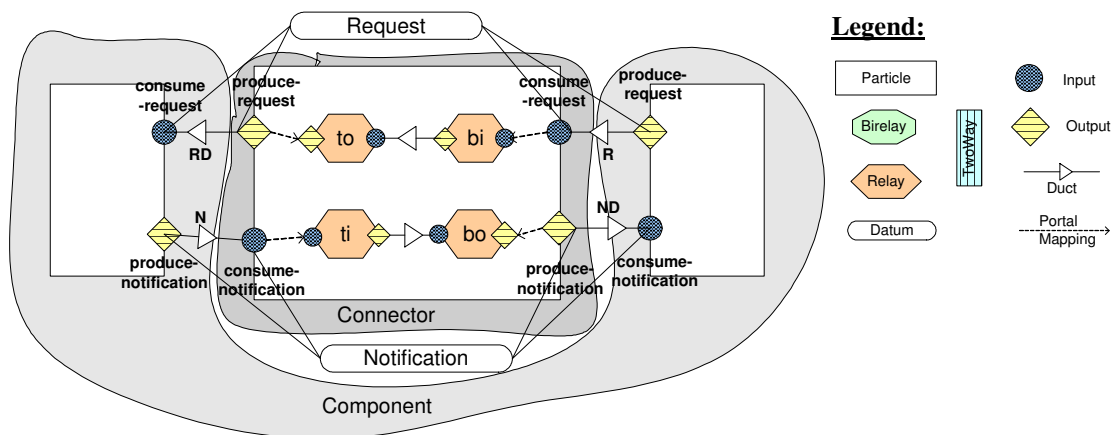 Request
consume
-request
produce-
request
consume
-request
produce-
request
to
bi
RD
R
N
ND
ti
bo
produce-
notification
consume-
notification
produce-
notification
consume-
notification
Connector
Notification
Component
Legend:
Particle
Input
Birelay
TwoWay
Output
Relay
Duct
Datum
Portal
Mapping